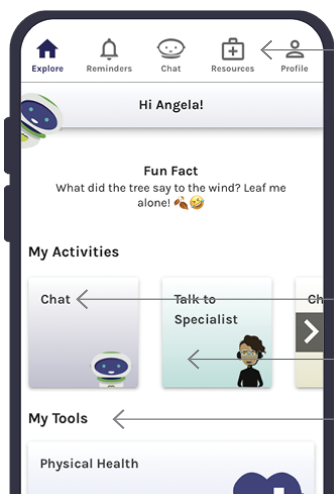 Explore Reminders Chat Resources Profile
Hi Angela!
Fun Fact
What did the tree say to the wind? Leaf me
alone! 🍂🤣
My Activities
Chat
Talk to
Specialist
Ch
My Tools
Physical Health